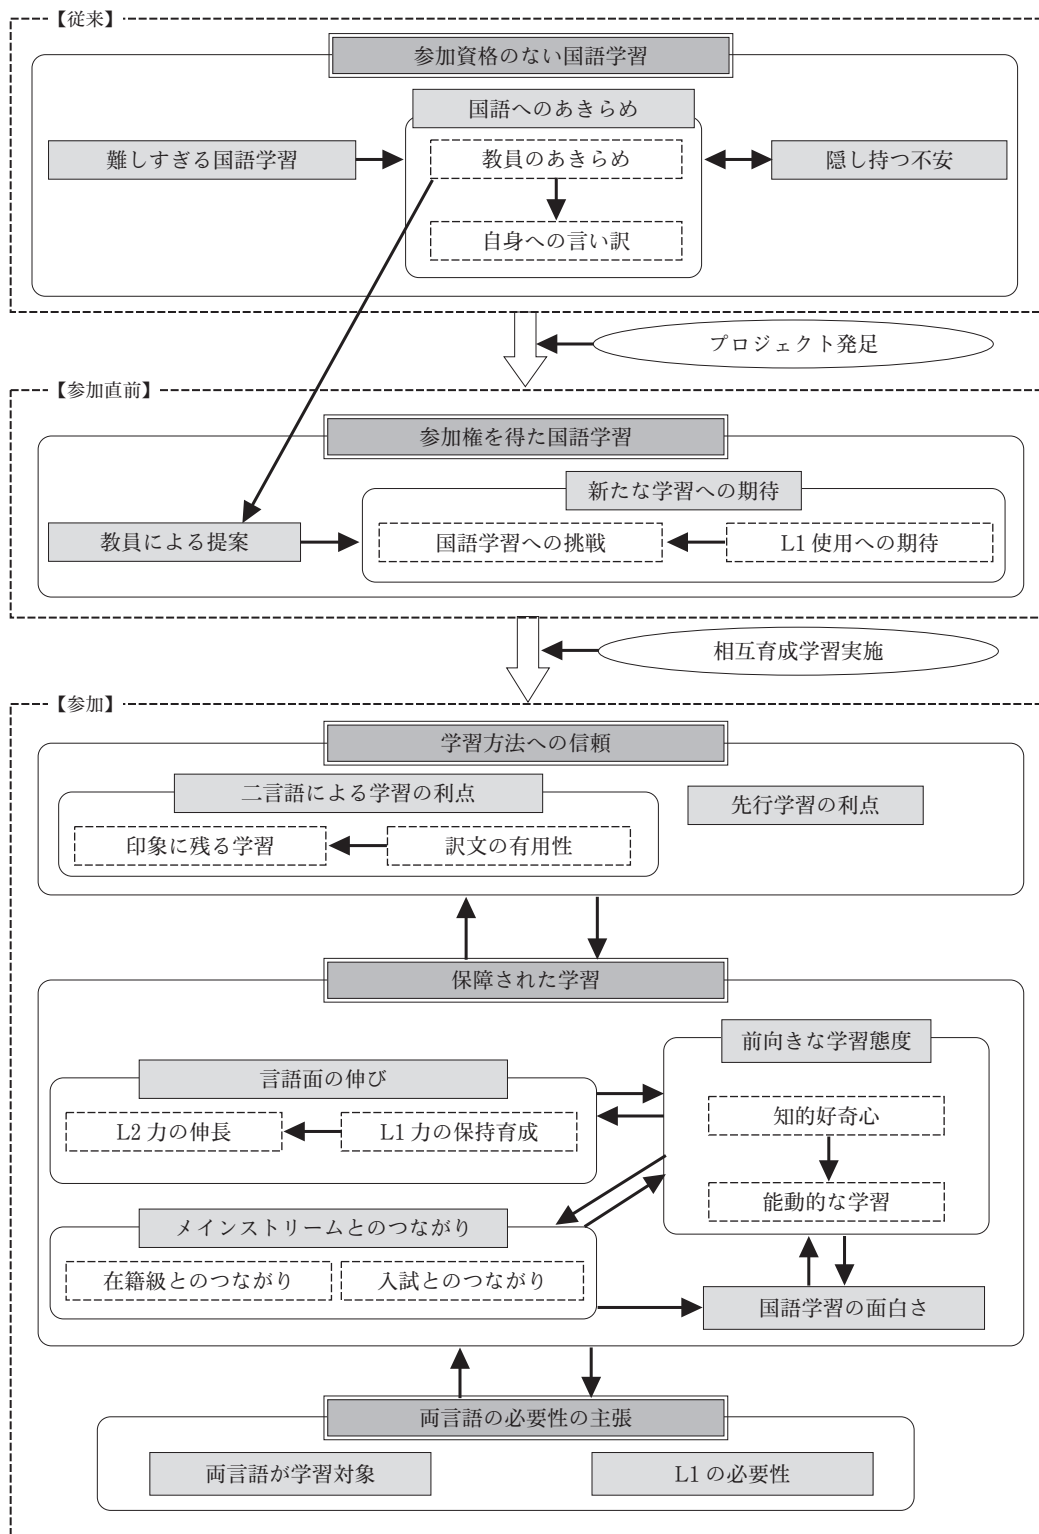 【従来】
参加資格のない国語学習
国語へのあきらめ
難しすぎる国語学習
教員のあきらめ
隠し持つ不安
自身への言い訳
プロジェクト発足
【参加直前】
参加権を得た国語学習
新たな学習への期待
教員による提案
国語学習への挑戦
L1 使用への期待
相互育成学習実施
【参加】
学習方法への信頼
二言語による学習の利点
先行学習の利点
印象に残る学習
訳文の有用性
保障された学習
前向きな学習態度
言語面の伸び
知的好奇心
L2 力の伸長
L1 力の保持育成
能動的な学習
メインストリームとのつながり
在籍級とのつながり
入試とのつながり
国語学習の面白さ
両言語の必要性の主張
両言語が学習対象
L1 の必要性